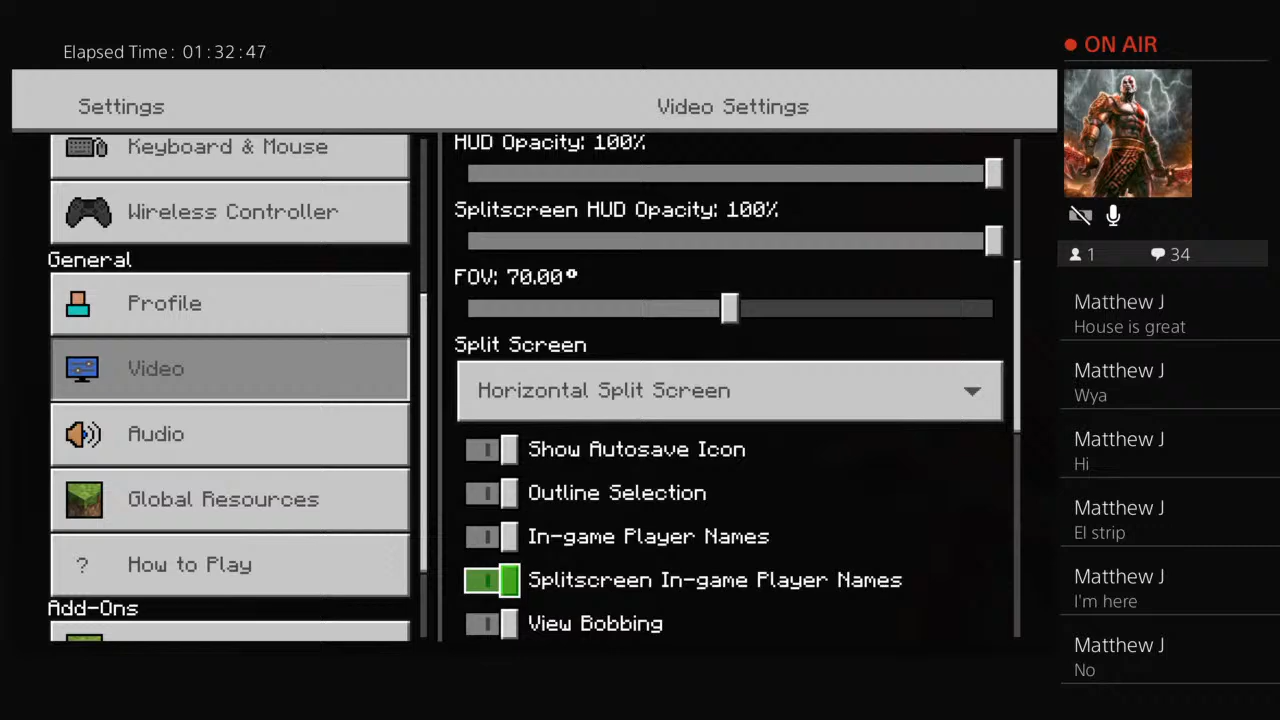 Elapsed Time: 01:32:47
ON AIR
Settings
Video Settings
Keyboard & Mouse
Wireless Controller
General
Profile
Video
Audio
Global Resources
?
How to Play
Add-Ons
HUD Opacity: 100%
Splitscreen HUD Opacity: 100%
FOV: 70.00°
Split Screen
Horizontal Split Screen
Show Autosave Icon
Outline Selection
In-game Player Names
Splitscreen In-game Player Names
View Bobbing
1
34
Matthew J
House is great
Matthew J
Wya
Matthew J
Hi
Matthew J
El strip
Matthew J
I'm here
Matthew J
No